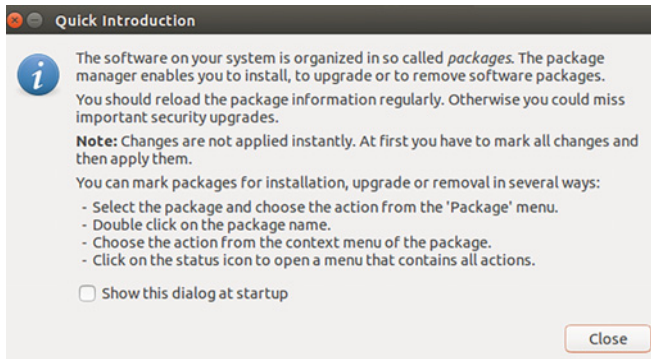 Quick Introduction
The software on your system is organized in so called packages. The package
manager enables you to install, to upgrade or to remove software packages.
You should reload the package information regularly. Otherwise you could miss
important security upgrades.
Note: Changes are not applied instantly. At first you have to mark all changes and
then apply them.
You can mark packages for installation, upgrade or removal in several ways:
- Select the package and choose the action from the 'Package' menu.
- Double click on the package name.
- Choose the action from the context menu of the package.
- Click on the status icon to open a menu that contains all actions.
Show this dialog at startup
Close